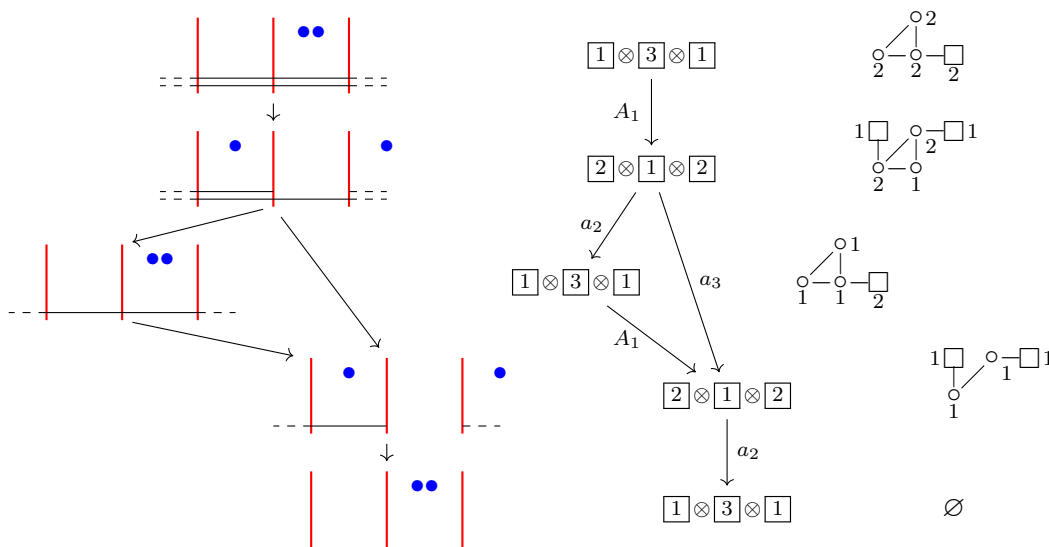 1 ⊗ 3 ⊗ 1
2
2 2 2
A₁
1 1
2
2 ⊗ 1 ⊗ 2
2 1
a₂
a₃
1
1 ⊗ 3 ⊗ 1
1 1 2
A₁
1 1
1
2 ⊗ 1 ⊗ 2
1
a₂
1 ⊗ 3 ⊗ 1
∅